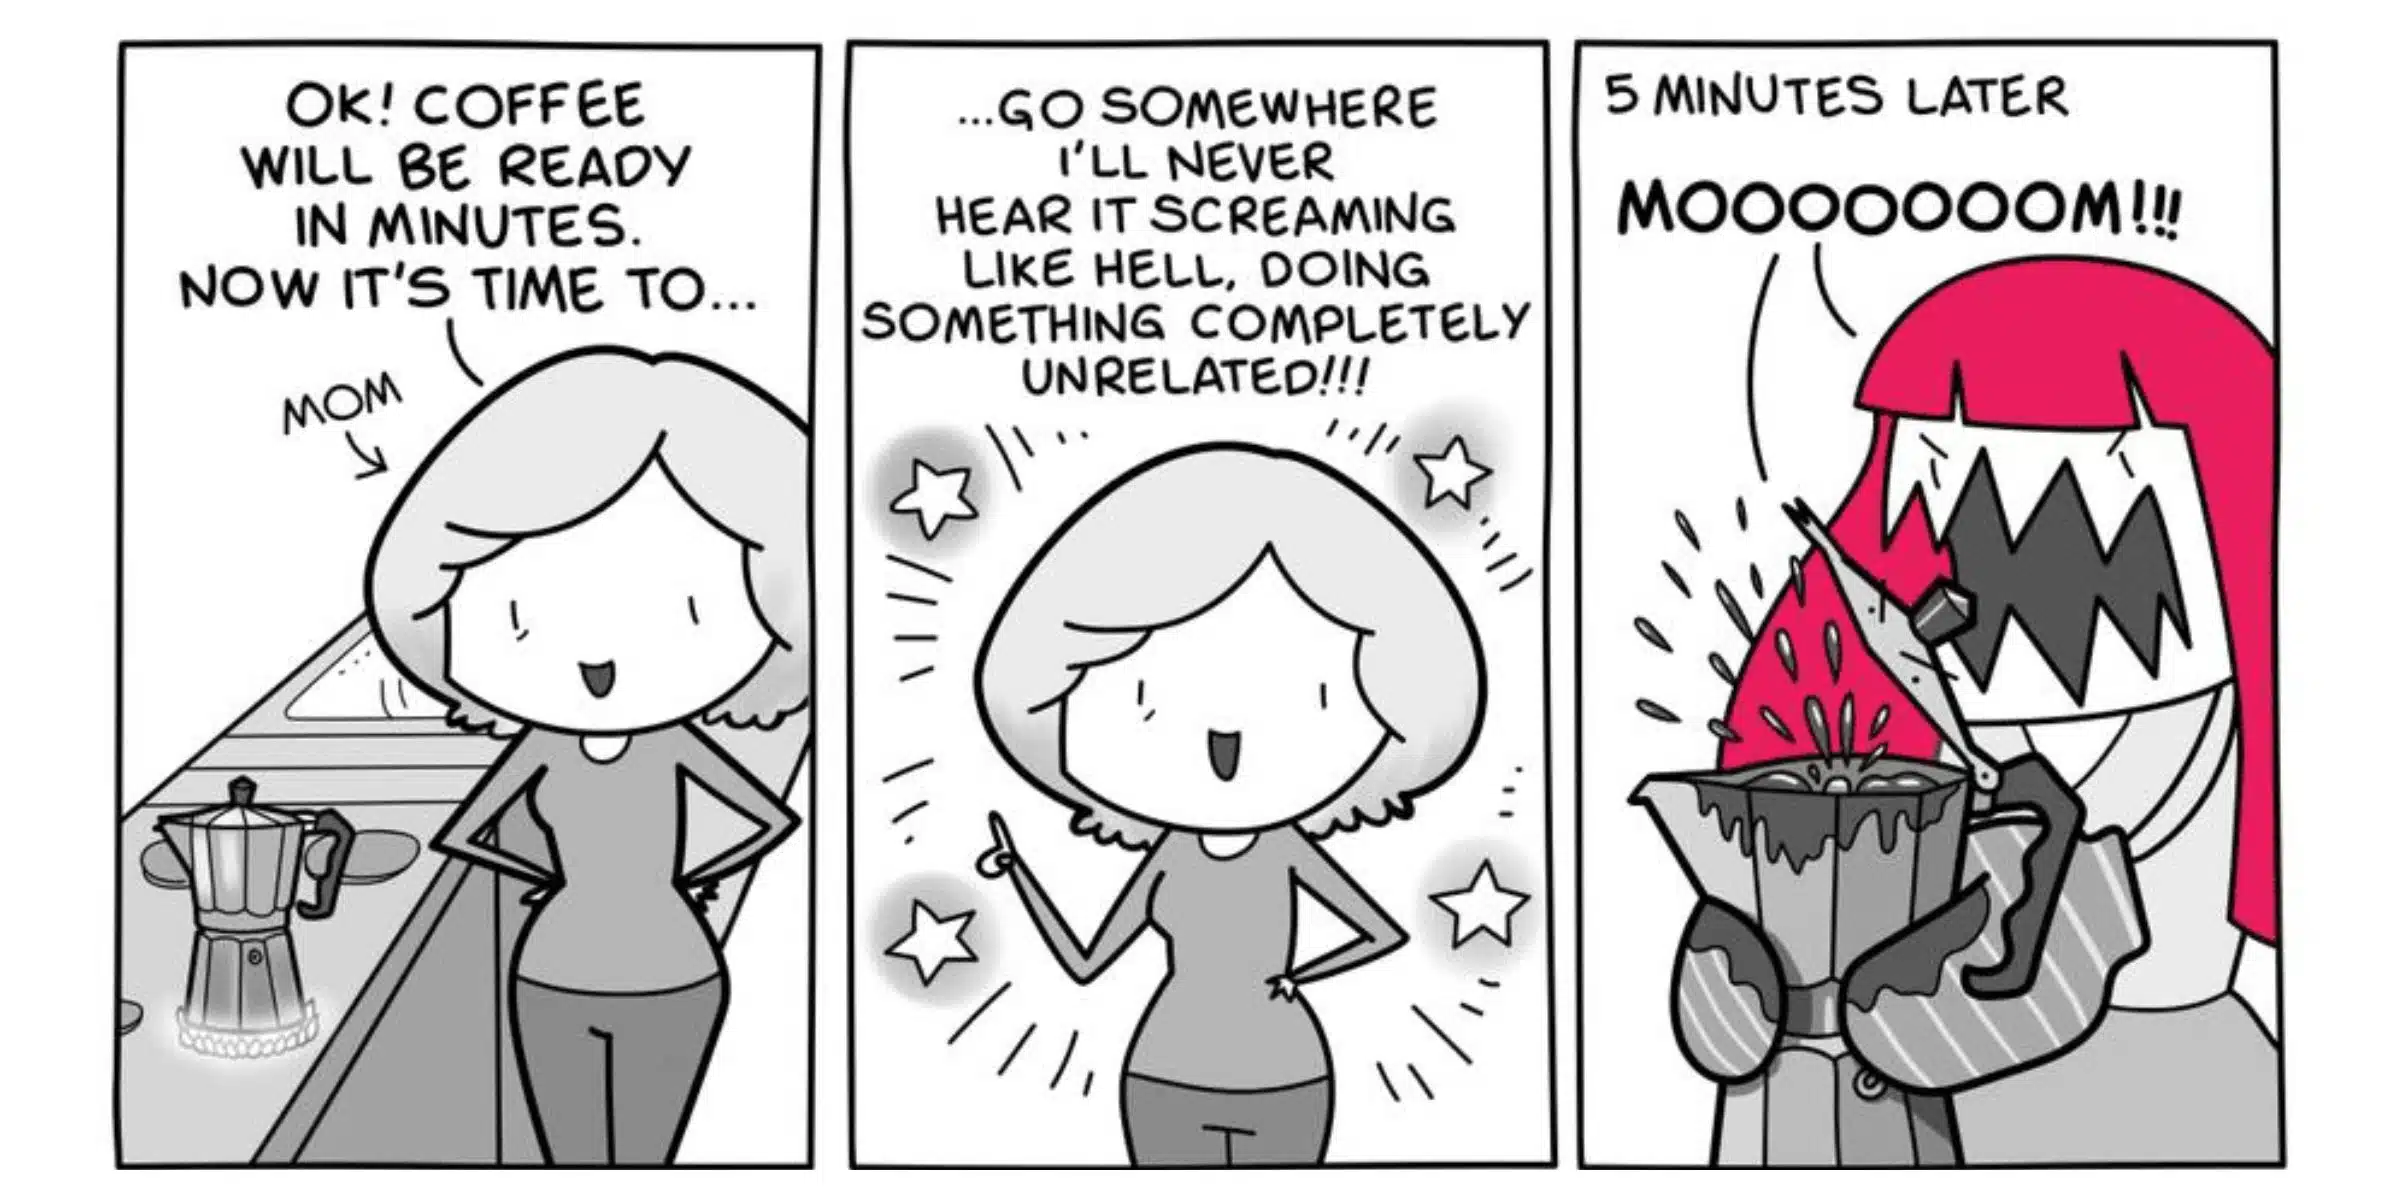 OK! COFFEE
WILL BE READY
IN MINUTES.
NOW IT'S TIME TO...
MOM
...GO SOMEWHERE
I'LL NEVER
HEAR IT SCREAMING
LIKE HELL, DOING
SOMETHING COMPLETELY
UNRELATED!!!
5 MINUTES LATER
MOOOOOOOM!!!